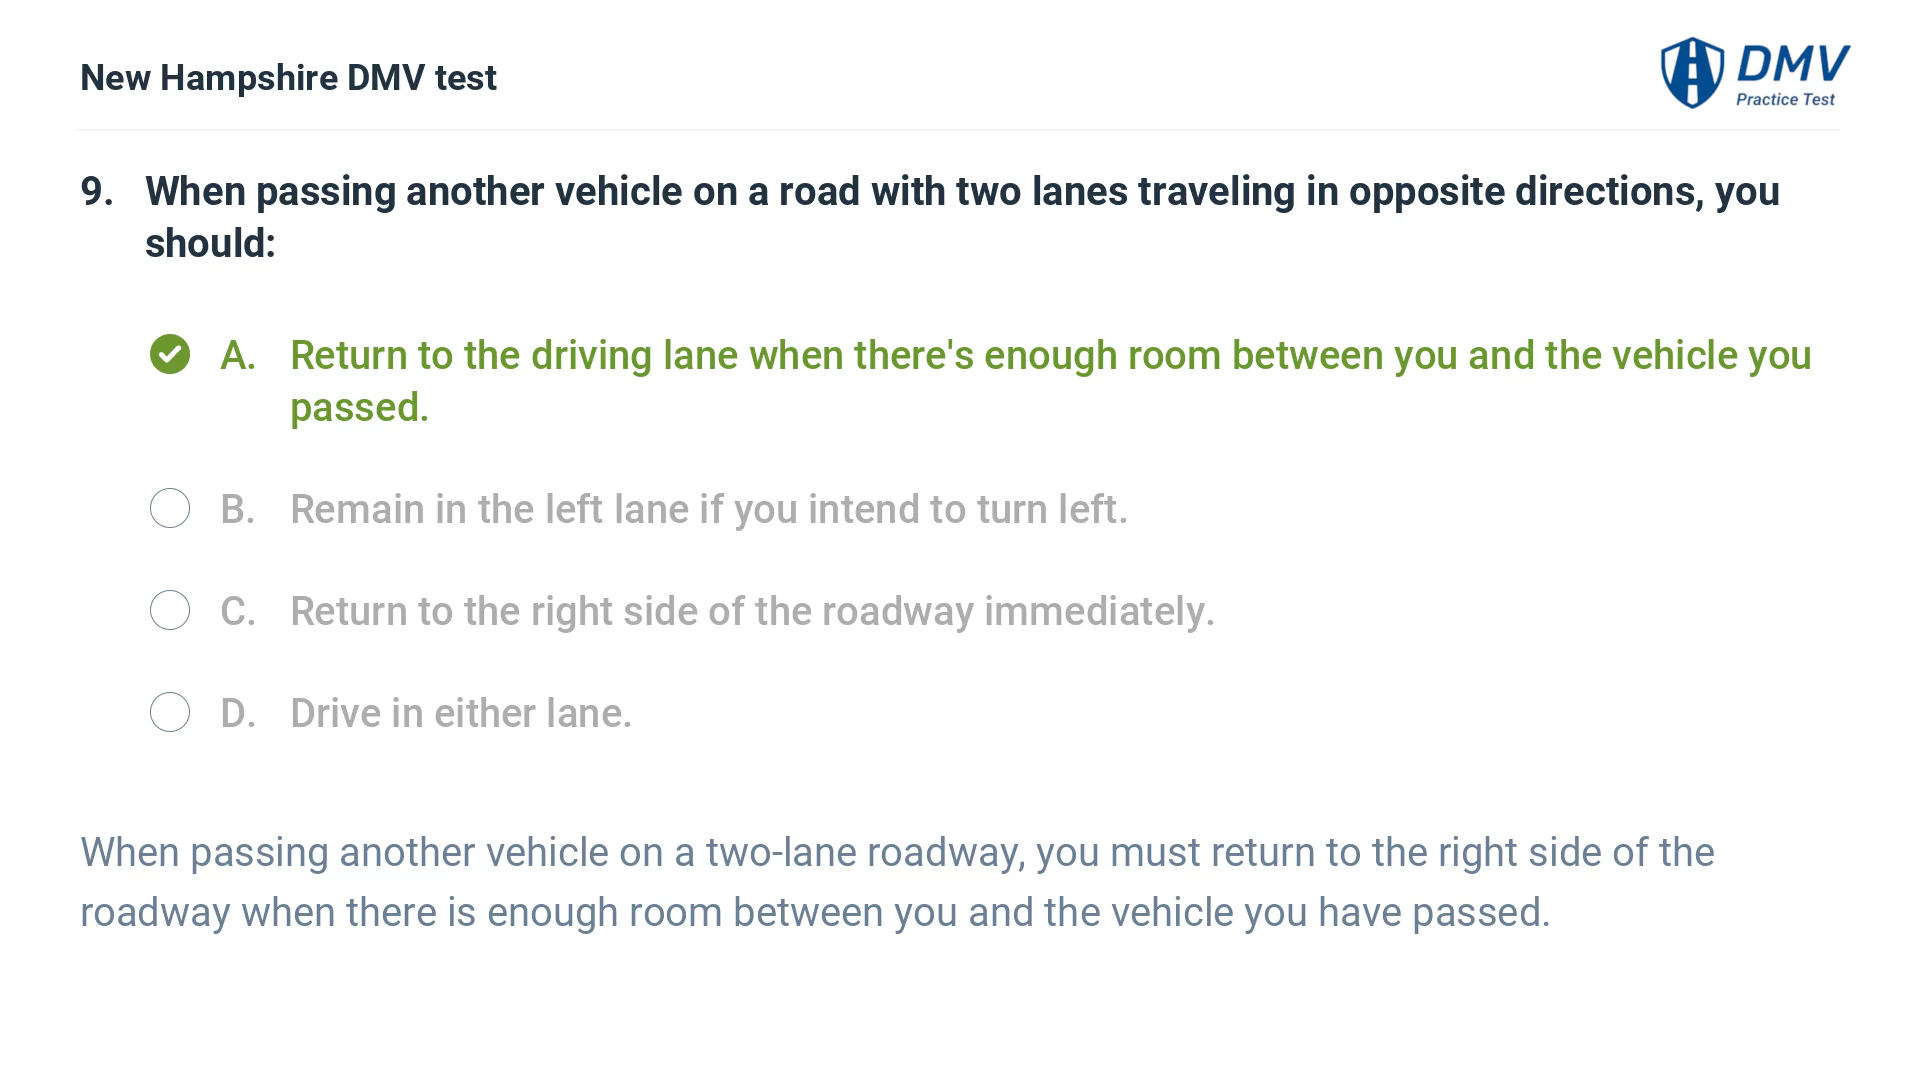 New Hampshire DMV test
DMV
Practice Test
9. When passing another vehicle on a road with two lanes traveling in opposite directions, you
should:
A. Return to the driving lane when there's enough room between you and the vehicle you
passed.
B. Remain in the left lane if you intend to turn left.
C. Return to the right side of the roadway immediately.
D. Drive in either lane.
When passing another vehicle on a two-lane roadway, you must return to the right side of the
roadway when there is enough room between you and the vehicle you have passed.